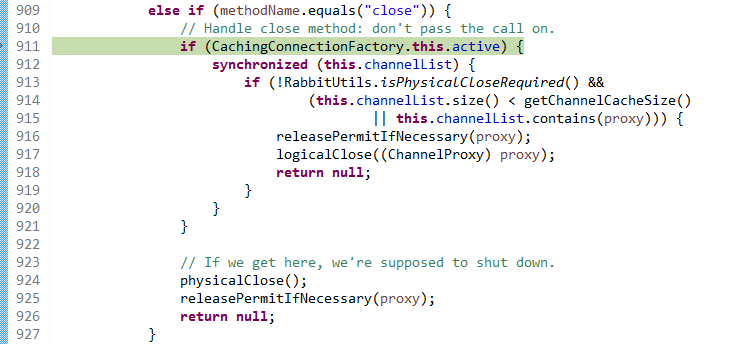 909 else if (methodName.equals("close")) {
910 // Handle close method: don't pass the call on.
911 if (CachingConnectionFactory.this.active) {
912 synchronized (this.channelList) {
913 if (!RabbitUtils.isPhysicalCloseRequired() &&
914 (this.channelList.size() < getChannelCacheSize()
915 || this.channelList.contains(proxy))) {
916 releasePermitIfNecessary(proxy);
917 logicalClose((ChannelProxy) proxy);
918 return null;
919 }
920 }
921 }
922
923 // If we get here, we're supposed to shut down.
924 physicalClose();
925 releasePermitIfNecessary(proxy);
926 return null;
927 }